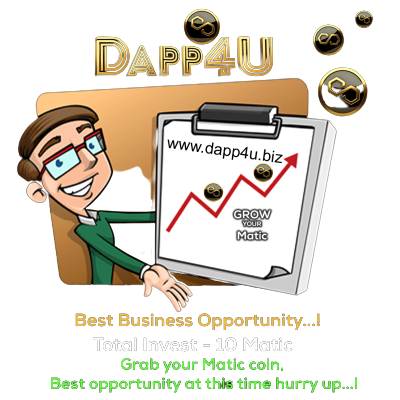 DAPP4U
www.dapp4u.biz
GROW
YOUR
Matic
Best Business Opportunity...!
Total Invest - 10 Matic
Grab your Matic coin,
Best opportunity at this time hurry up...!